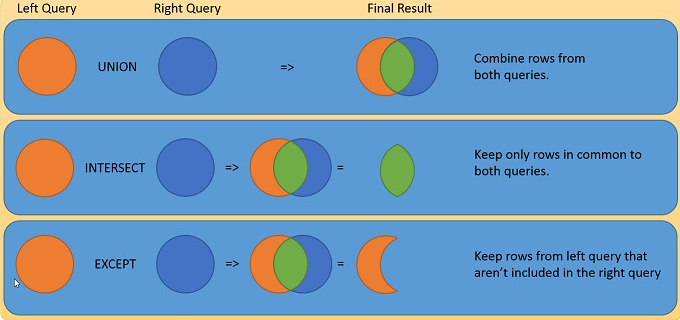 Left Query
Right Query
Final Result
UNION
=>
Combine rows from
both queries.
INTERSECT
=>
=
Keep only rows in common to
both queries.
EXCEPT
=>
=
Keep rows from left query that
aren't included in the right query